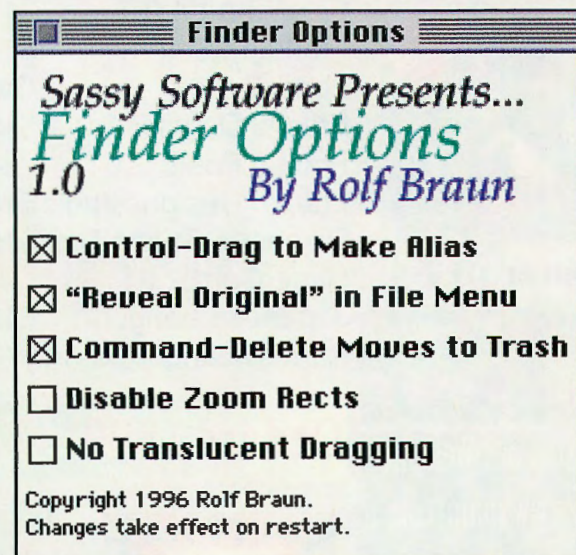 Finder Options
Sassy Software Presents...
Finder Options
1.0 By Rolf Braun
Control-Drag to Make Alias
“Reveal Original” in File Menu
Command-Delete Moves to Trash
Disable Zoom Rects
No Translucent Dragging
Copyright 1996 Rolf Braun.
Changes take effect on restart.